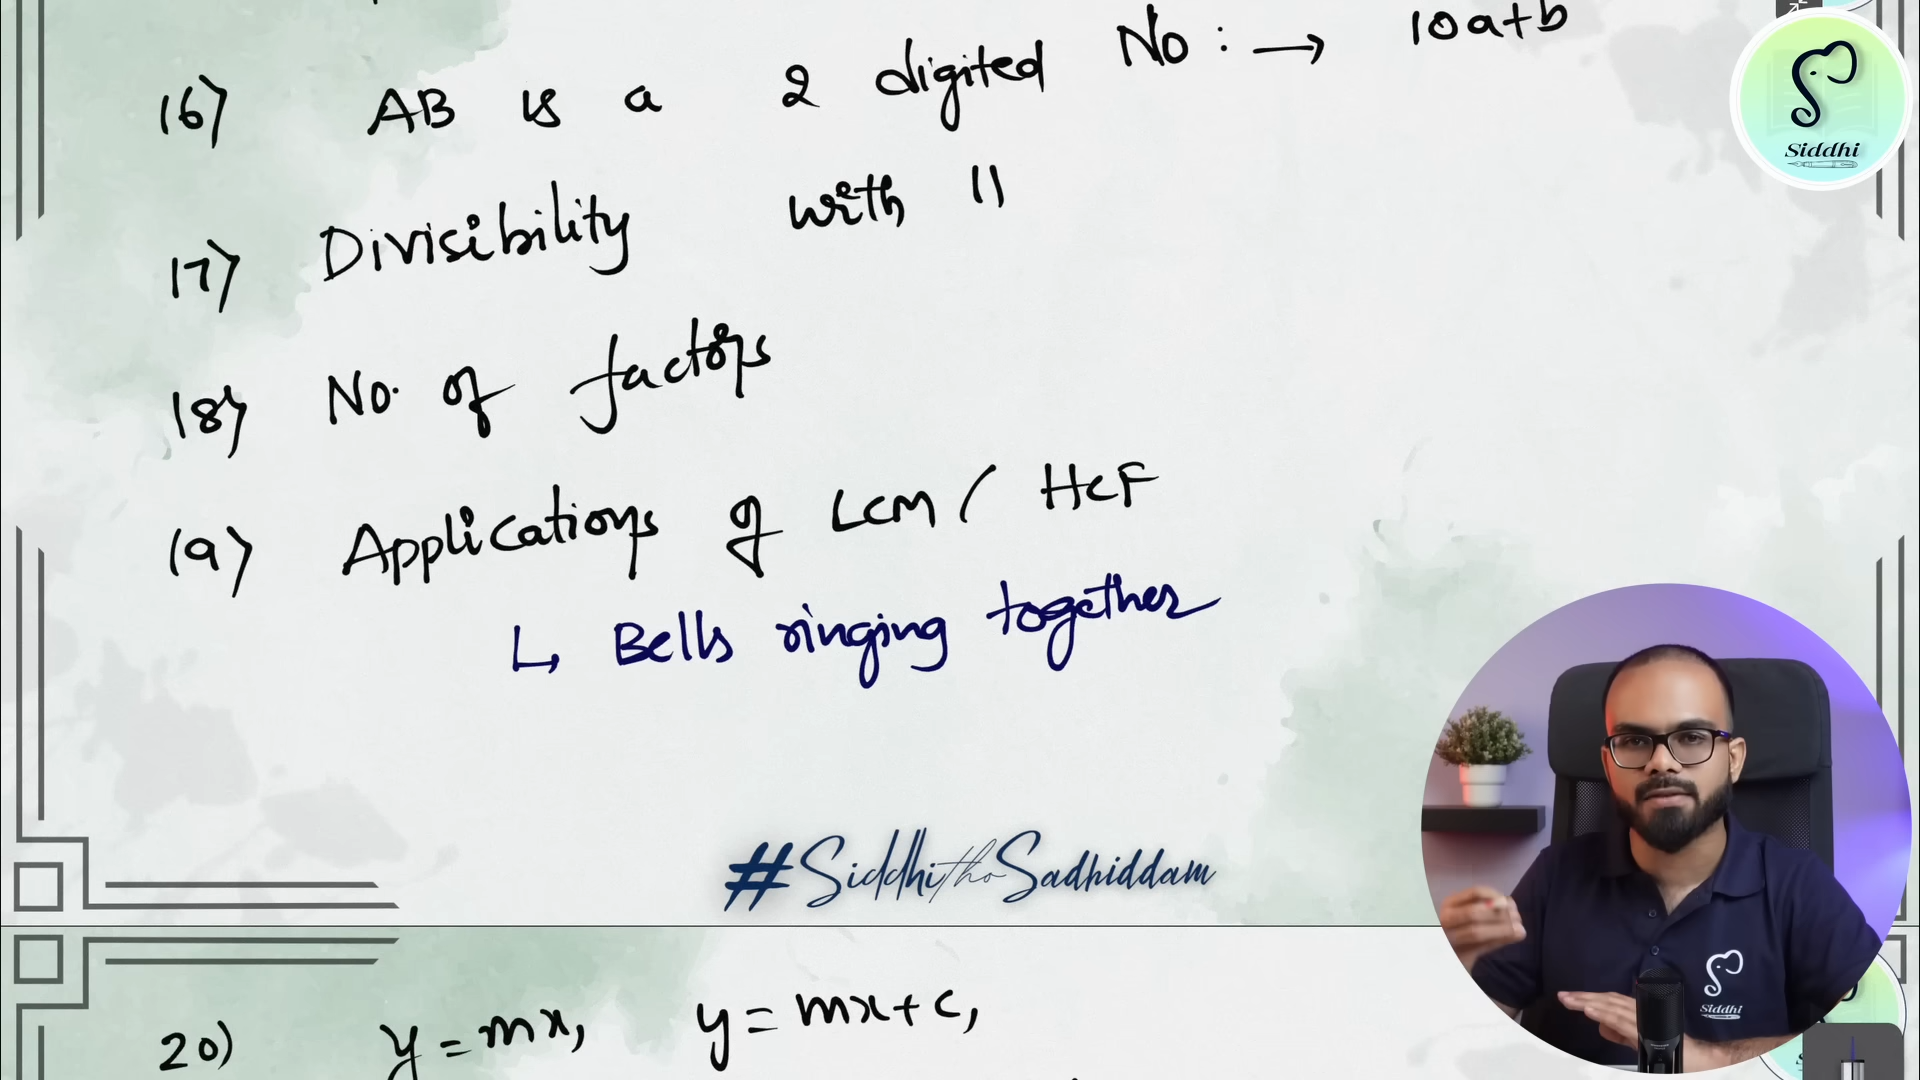 16) AB is a 2 digited No : → 10a+b
17) Divisibility with 11
18) No. of factors
19) Applications of LCM / HCF
↳ Bells ringing together
#SiddhithoSadhiddam
20) y = mx, y = mx + c,
Siddhi
Siddhi